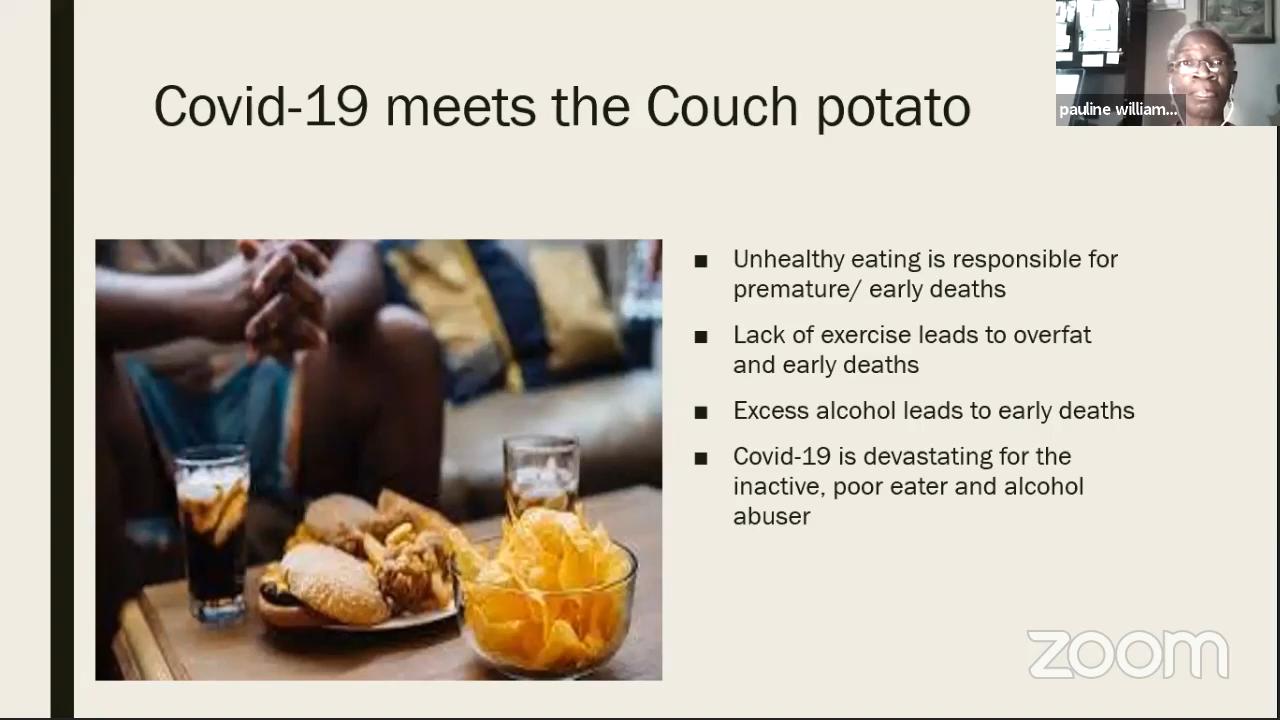 Covid-19 meets the Couch potato
pauline william...
■ Unhealthy eating is responsible for
premature/ early deaths
■ Lack of exercise leads to overfat
and early deaths
■ Excess alcohol leads to early deaths
■ Covid-19 is devastating for the
inactive, poor eater and alcohol
abuser
zoom